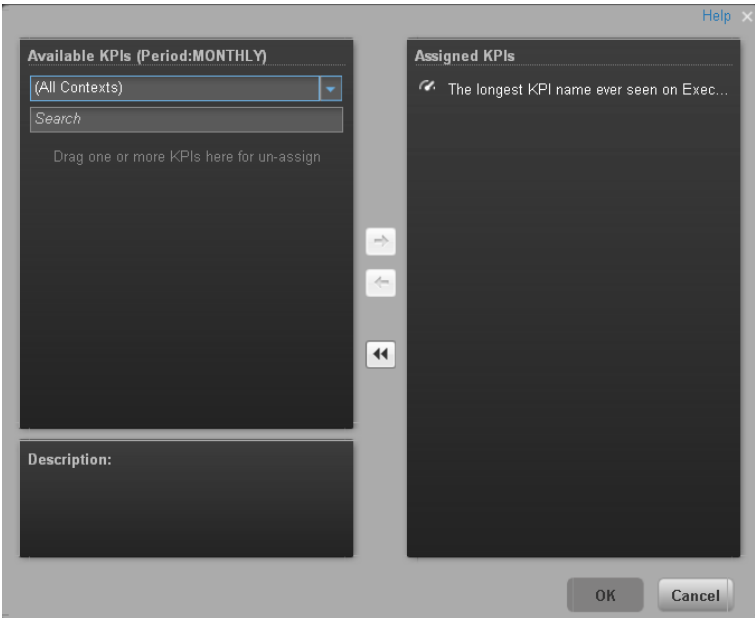 Help
Available KPIs (Period:MONTHLY)
(All Contexts)
Search
Drag one or more KPIs here for un-assign
Description:
Assigned KPIs
The longest KPI name ever seen on Exec...
OK
Cancel